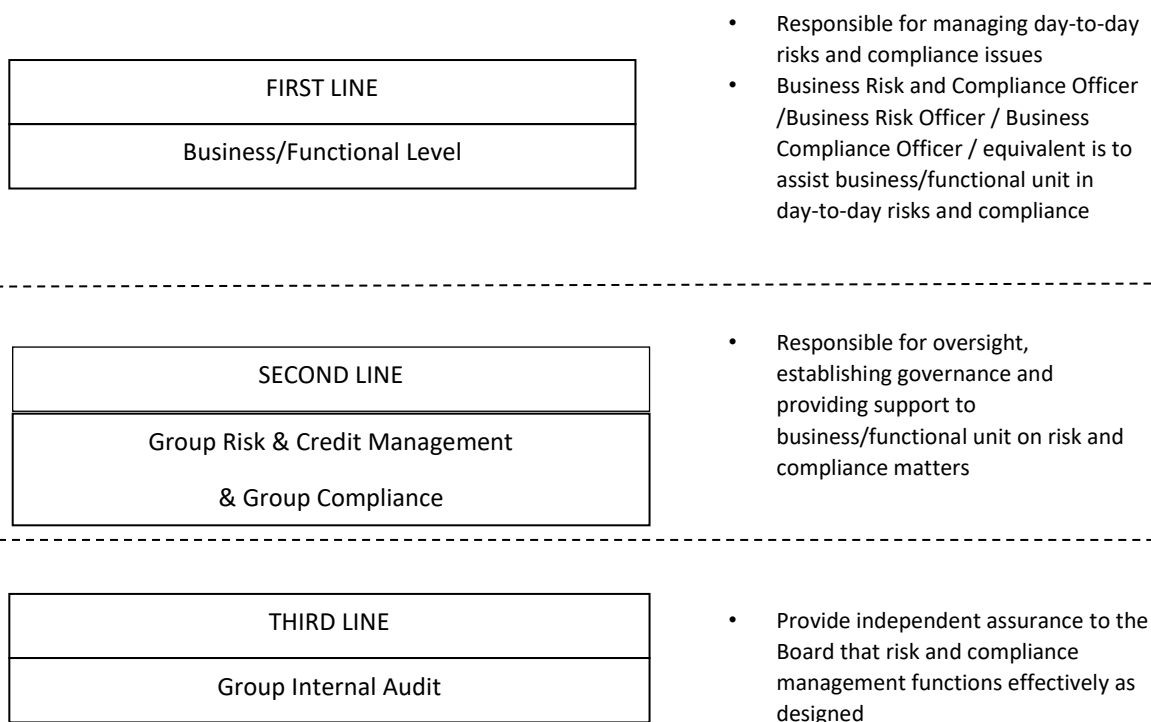 FIRST LINE
Business/Functional Level
• Responsible for managing day-to-day
risks and compliance issues
• Business Risk and Compliance Officer
/Business Risk Officer / Business
Compliance Officer / equivalent is to
assist business/functional unit in
day-to-day risks and compliance
SECOND LINE
Group Risk & Credit Management
& Group Compliance
• Responsible for oversight,
establishing governance and
providing support to
business/functional unit on risk and
compliance matters
THIRD LINE
Group Internal Audit
• Provide independent assurance to the
Board that risk and compliance
management functions effectively as
designed